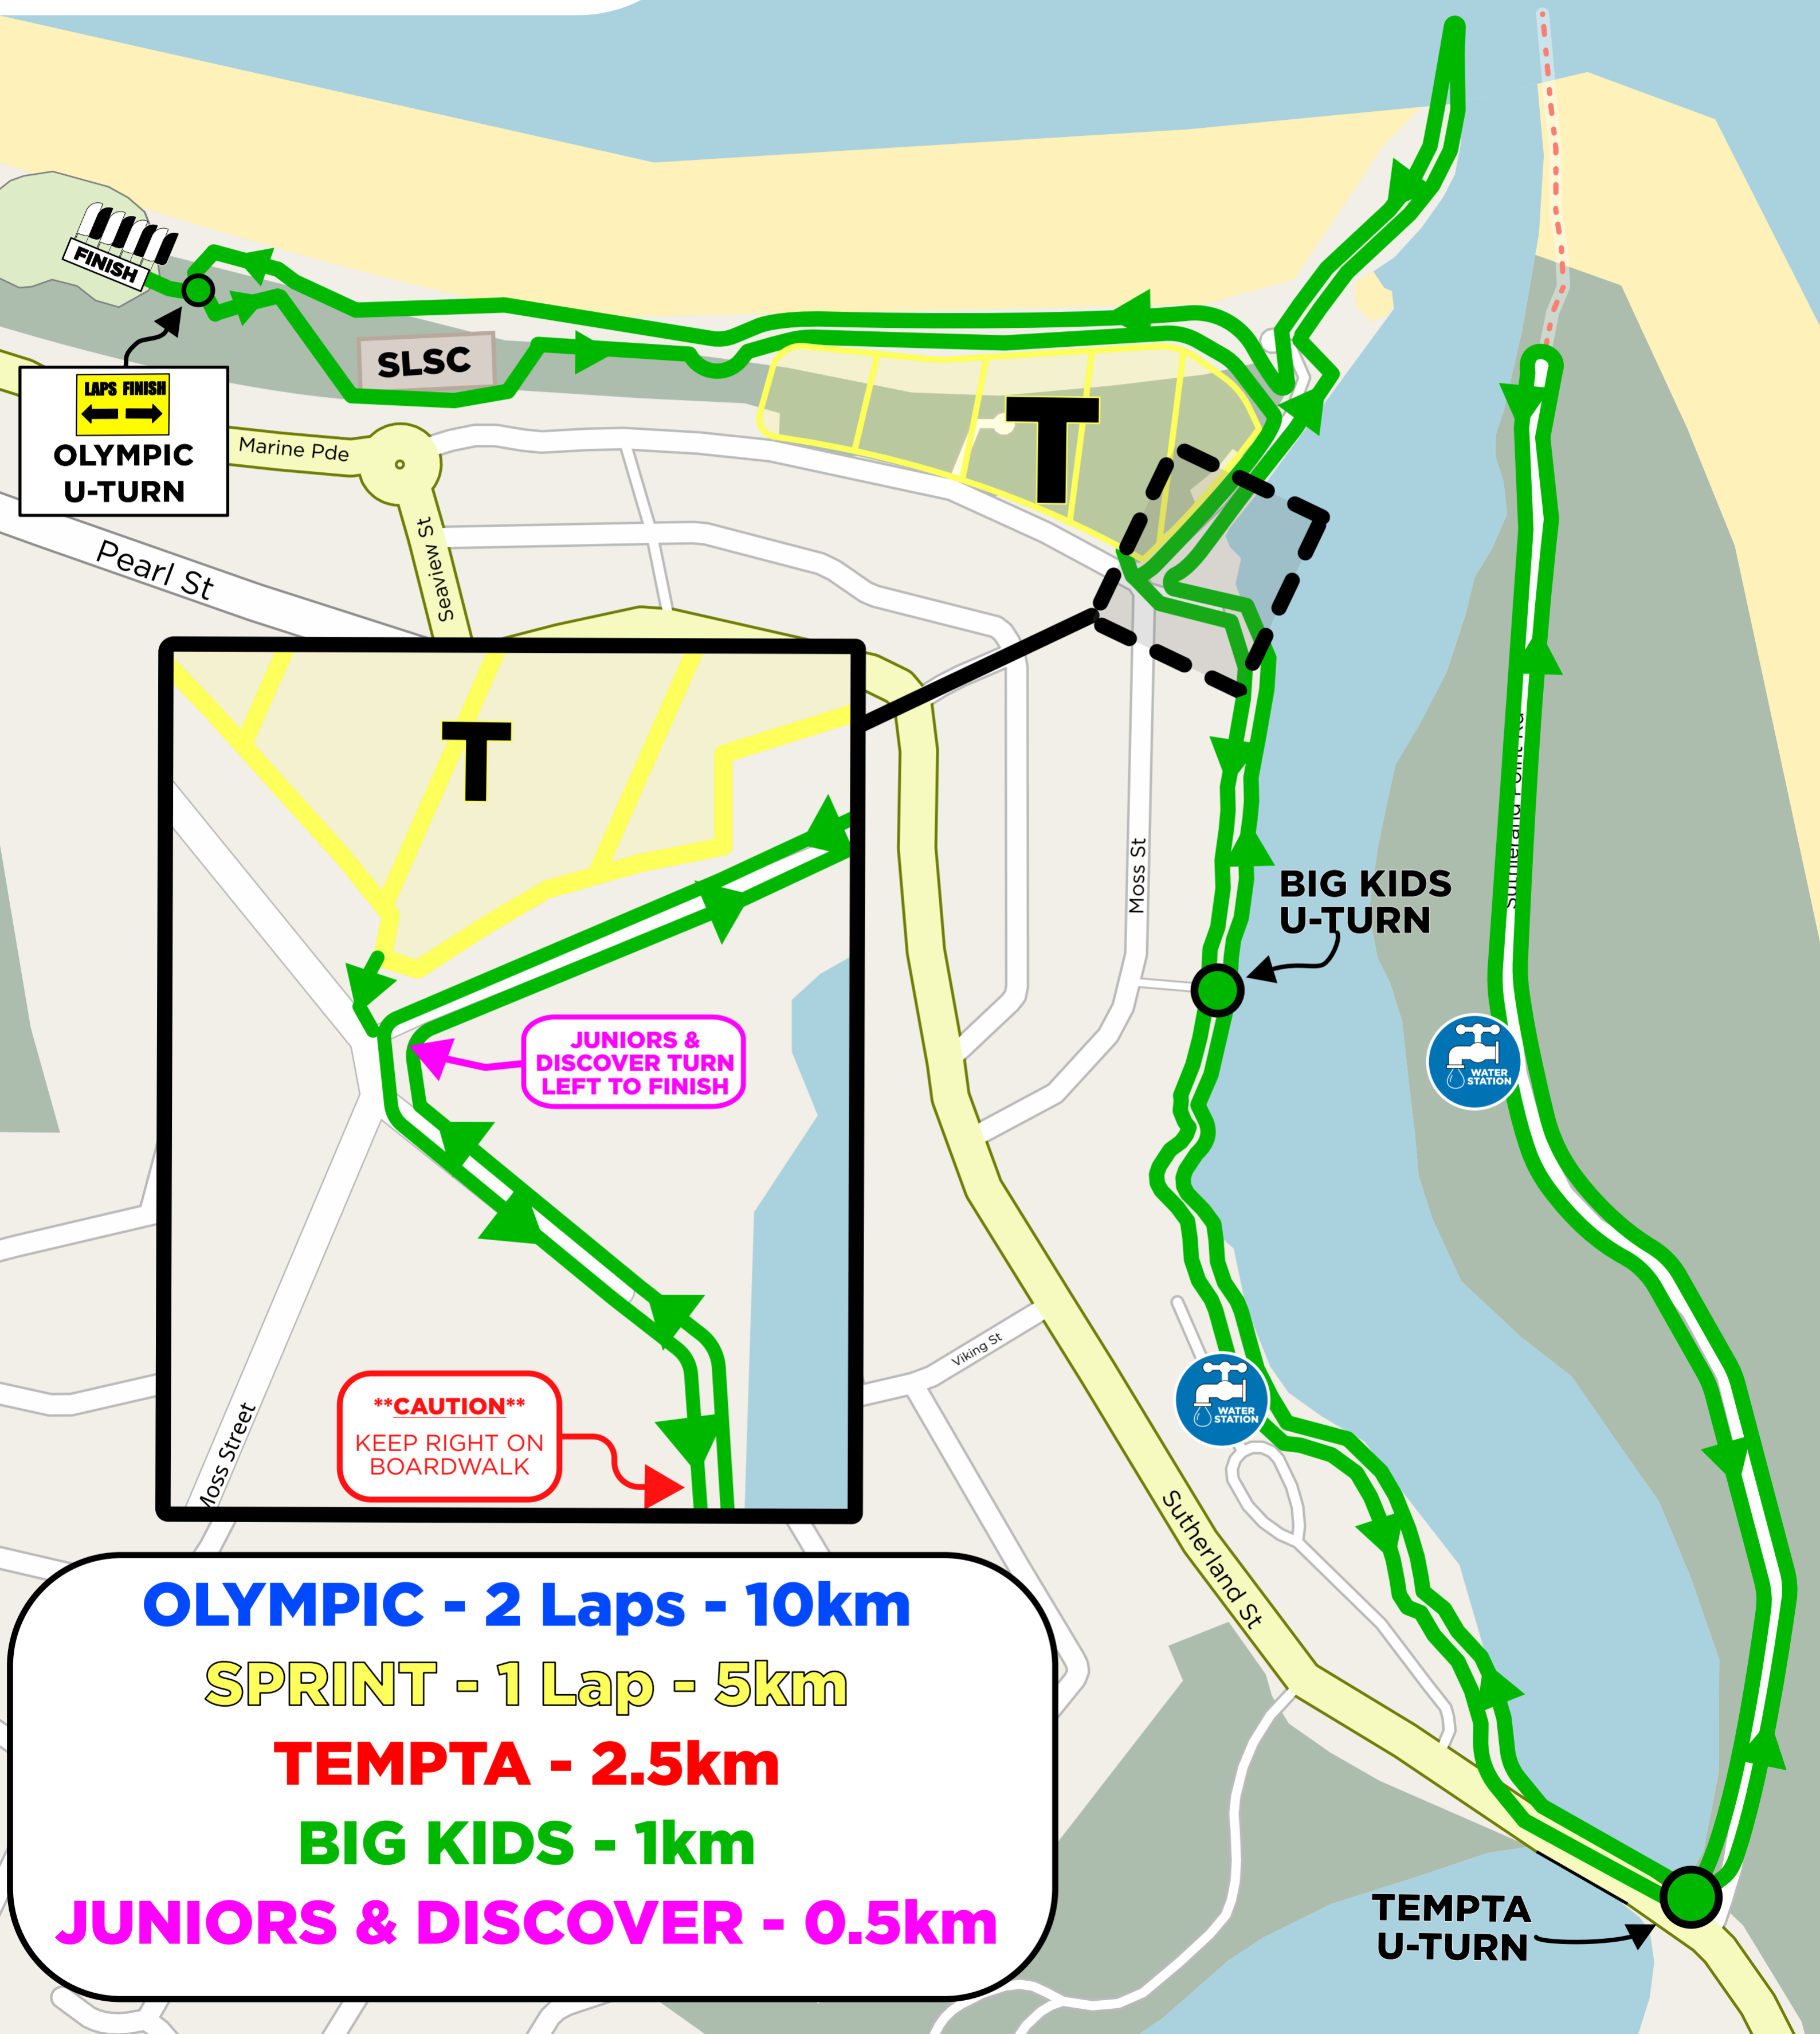 FINISH
LAPS FINISH
OLYMPIC
U-TURN
SLSC
T
Marine Pde
Seaview St
Pearl St
T
JUNIORS &
DISCOVER TURN
LEFT TO FINISH
**CAUTION**
KEEP RIGHT ON
BOARDWALK
Moss Street
Moss St
BIG KIDS
U-TURN
Sutherland Point Rd
WATER
STATION
Viking St
WATER
STATION
Sutherland St
OLYMPIC - 2 Laps - 10km
SPRINT - 1 Lap - 5km
TEMPTA - 2.5km
BIG KIDS - 1km
JUNIORS & DISCOVER - 0.5km
TEMPTA
U-TURN